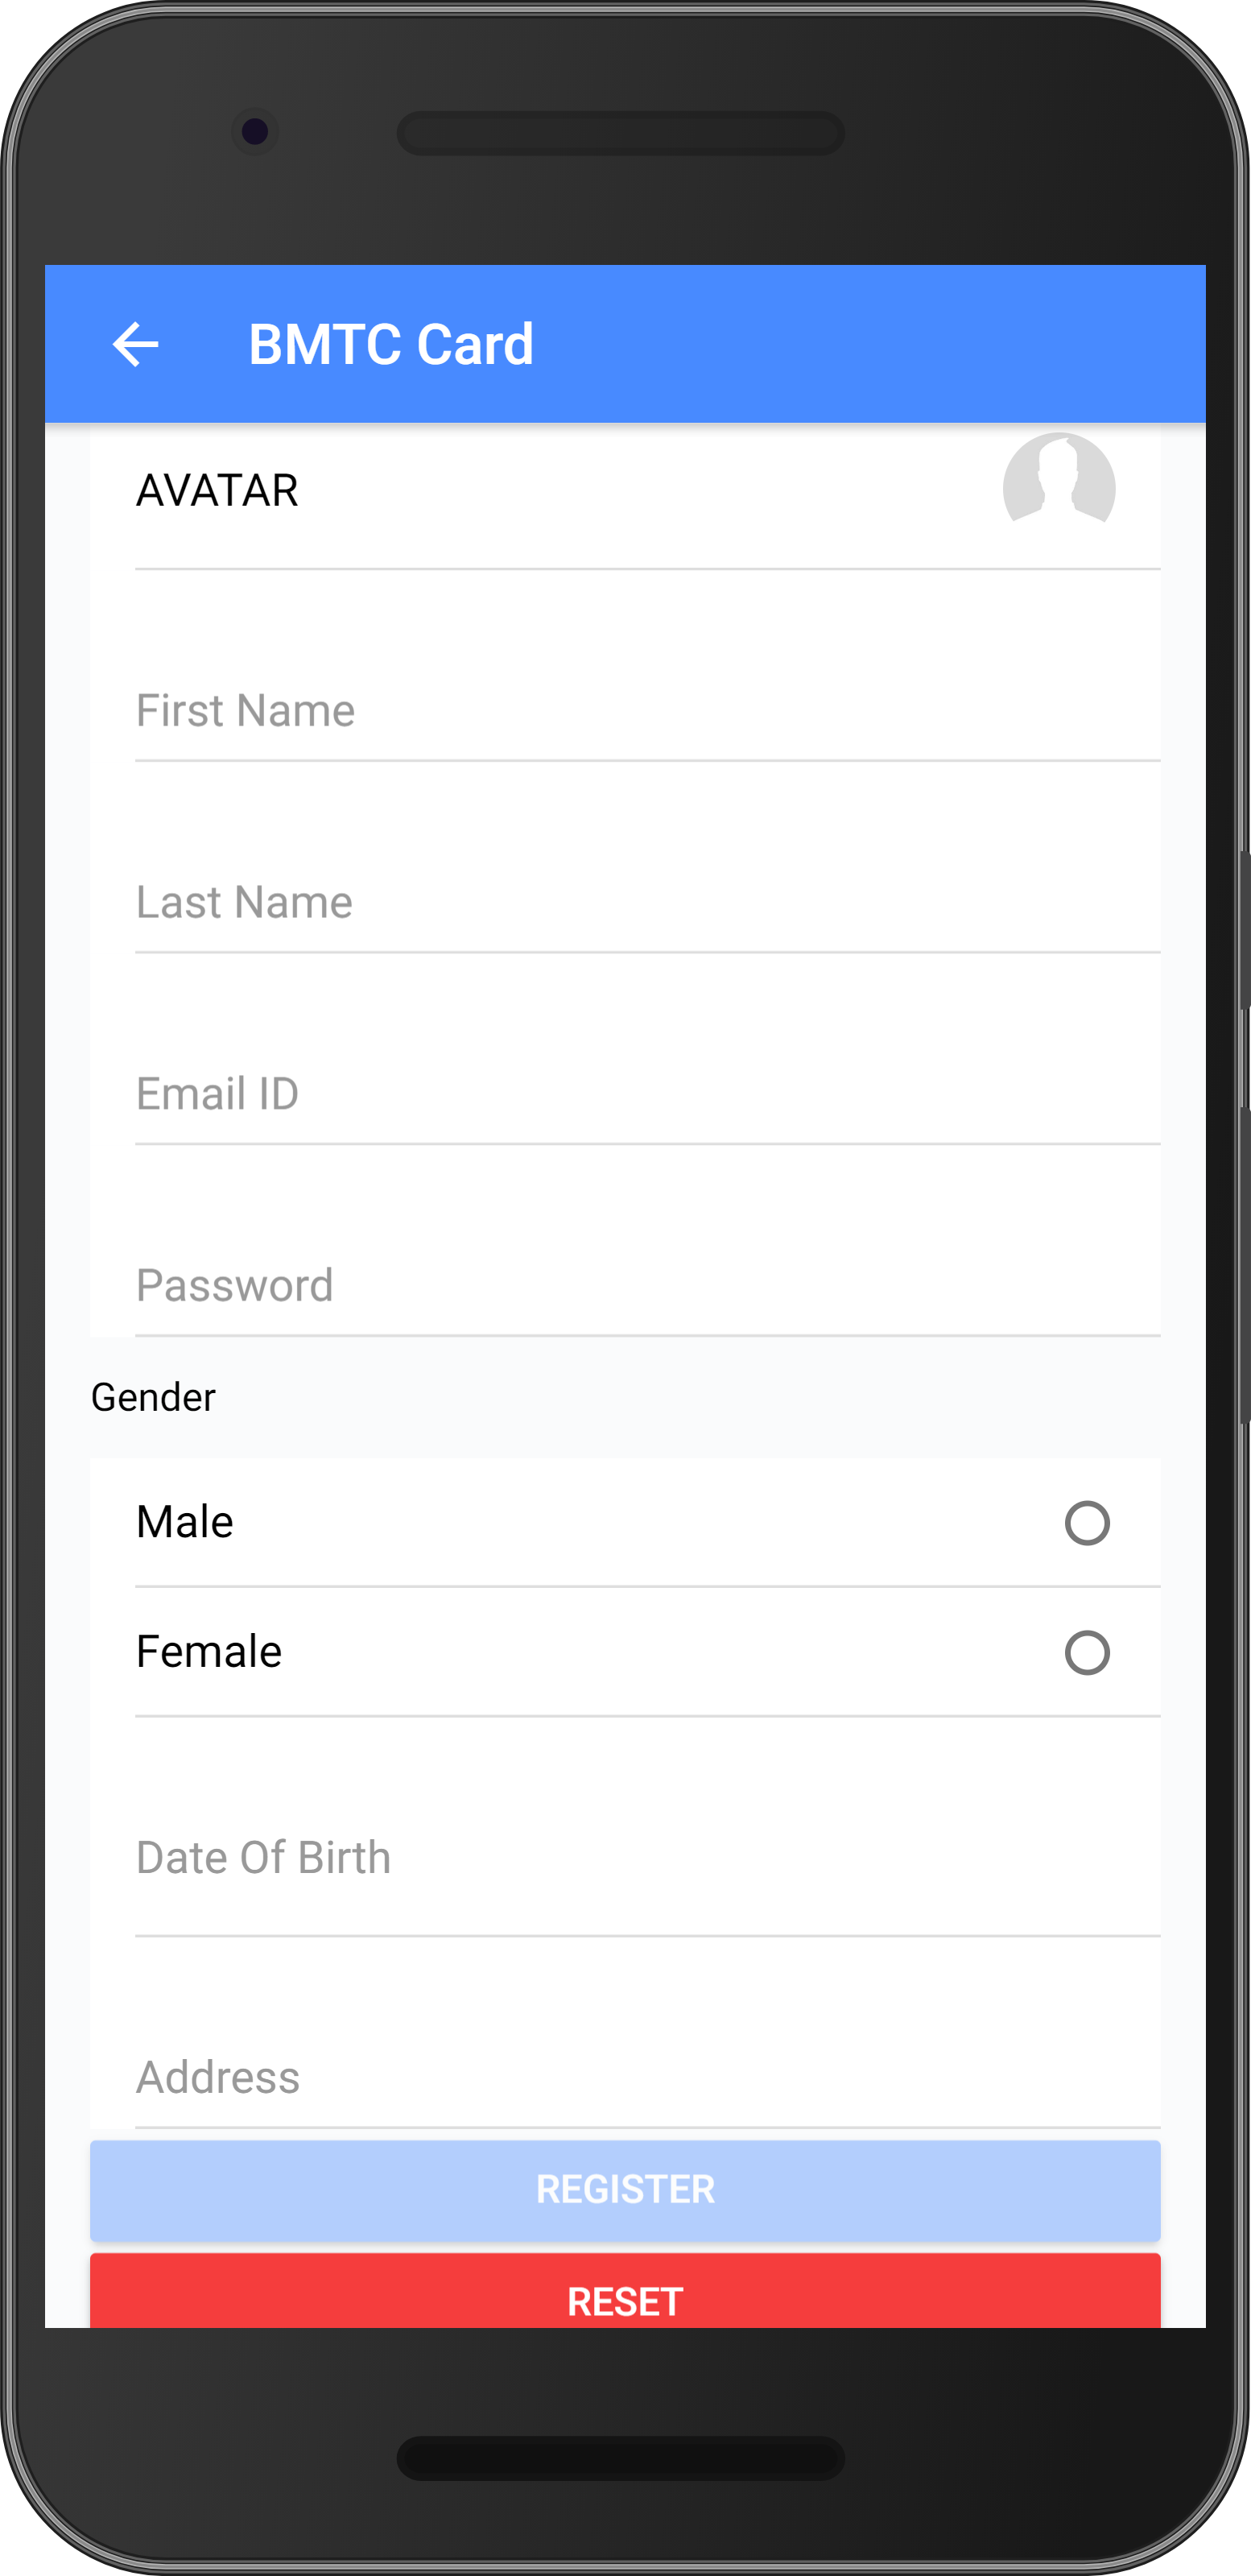 BMTC Card
AVATAR
First Name
Last Name
Email ID
Password
Gender
Male
Female
Date Of Birth
Address
REGISTER
RESET